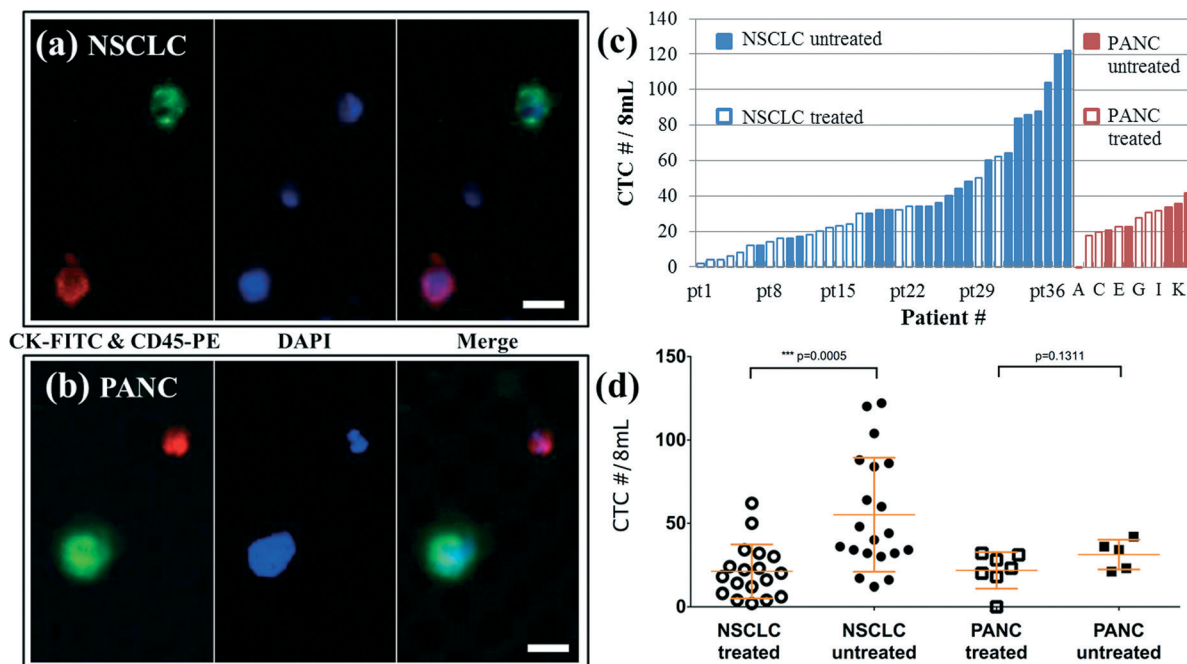 (a) NSCLC
CK-FITC & CD45-PE DAPI Merge
(b) PANC
(c)
NSCLC untreated
NSCLC treated
PANC
untreated
PANC
treated
CTC # / 8mL
140
120
100
80
60
40
20
0
pt1 pt8 pt15 pt22 pt29 pt36 A C E G I K
Patient #
(d)
*** p=0.0005
p=0.1311
CTC #/8mL
150
100
50
0
NSCLC
treated
NSCLC
untreated
PANC
treated
PANC
untreated